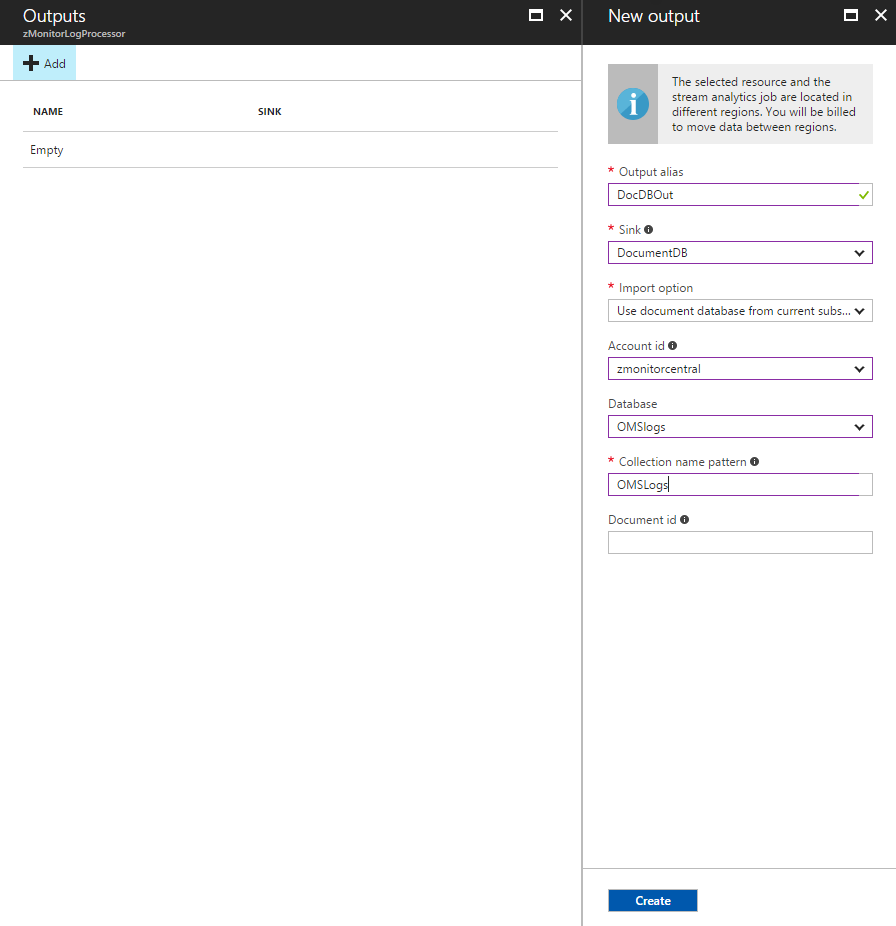 Outputs
zMonitorLogProcessor
Add
NAME SINK
Empty
New output
The selected resource and the
stream analytics job are located in
different regions. You will be billed
to move data between regions.
* Output alias
DocDBOut
* Sink
DocumentDB
* Import option
Use document database from current subs...
Account id
zmonitorcentral
Database
OMSlogs
* Collection name pattern
OMSLogs
Document id
Create